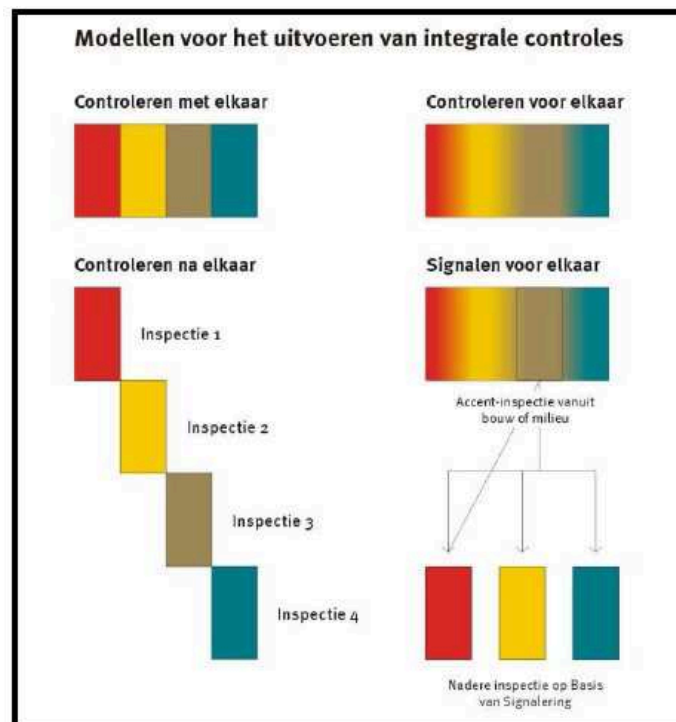 Modellen voor het uitvoeren van integrale controles
Controleren met elkaar
Controleren voor elkaar
Controleren na elkaar
Inspectie 1
Inspectie 2
Inspectie 3
Inspectie 4
Signalen voor elkaar
Accent-inspectie vanuit
bouw of milieu
Nadere inspectie op Basis
van Signalering